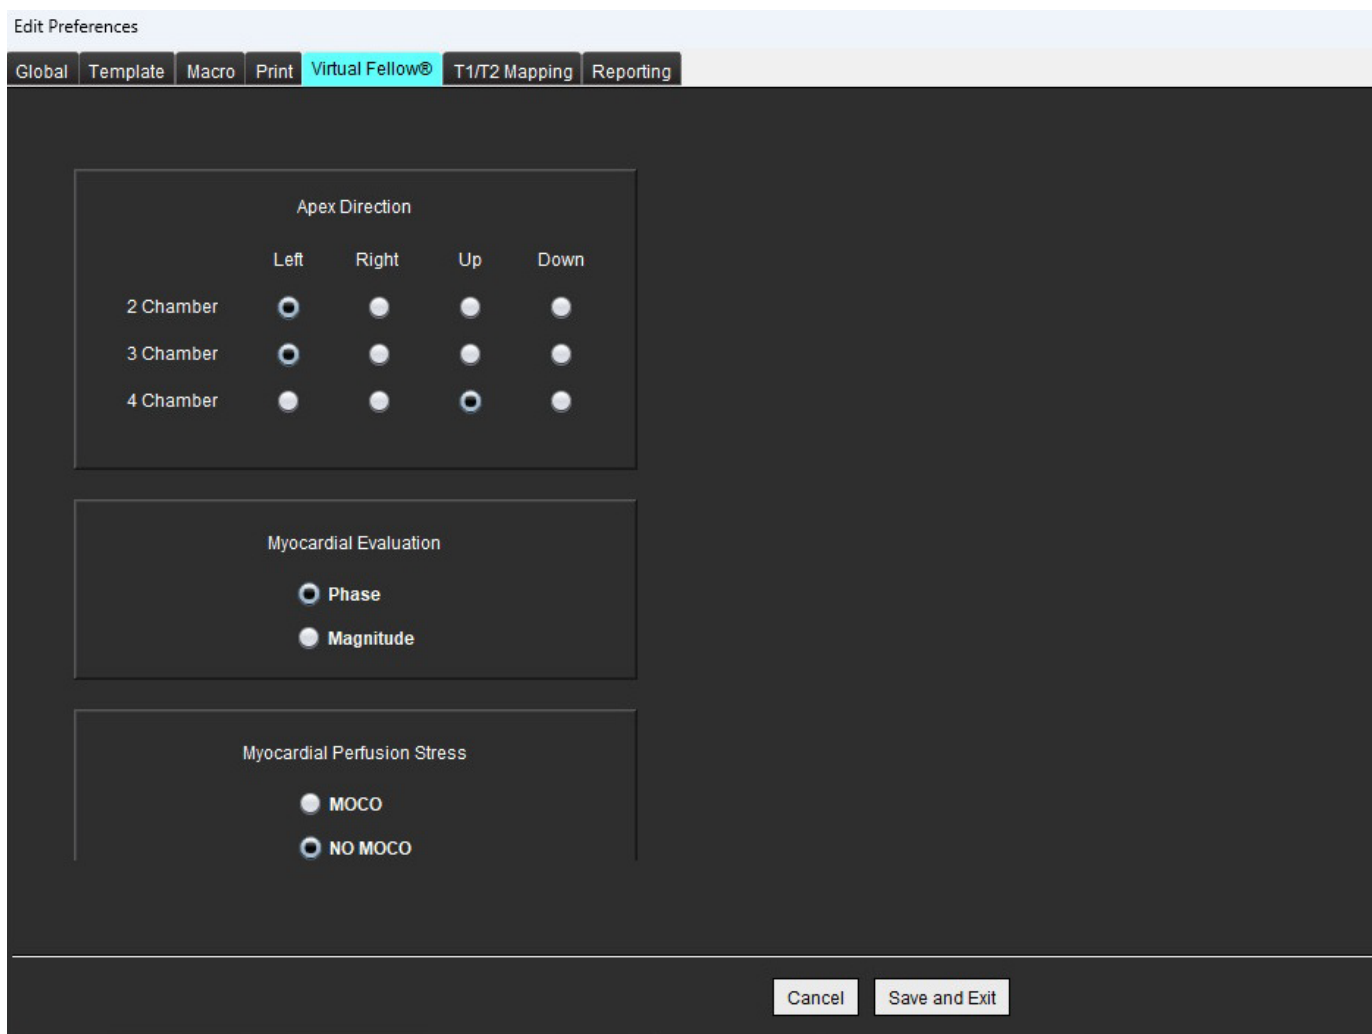 Edit Preferences
Global Template Macro Print Virtual Fellow® T1/T2 Mapping Reporting
Apex Direction
Left Right Up Down
2 Chamber
3 Chamber
4 Chamber
Myocardial Evaluation
Phase
Magnitude
Myocardial Perfusion Stress
MOCO
NO MOCO
Cancel Save and Exit